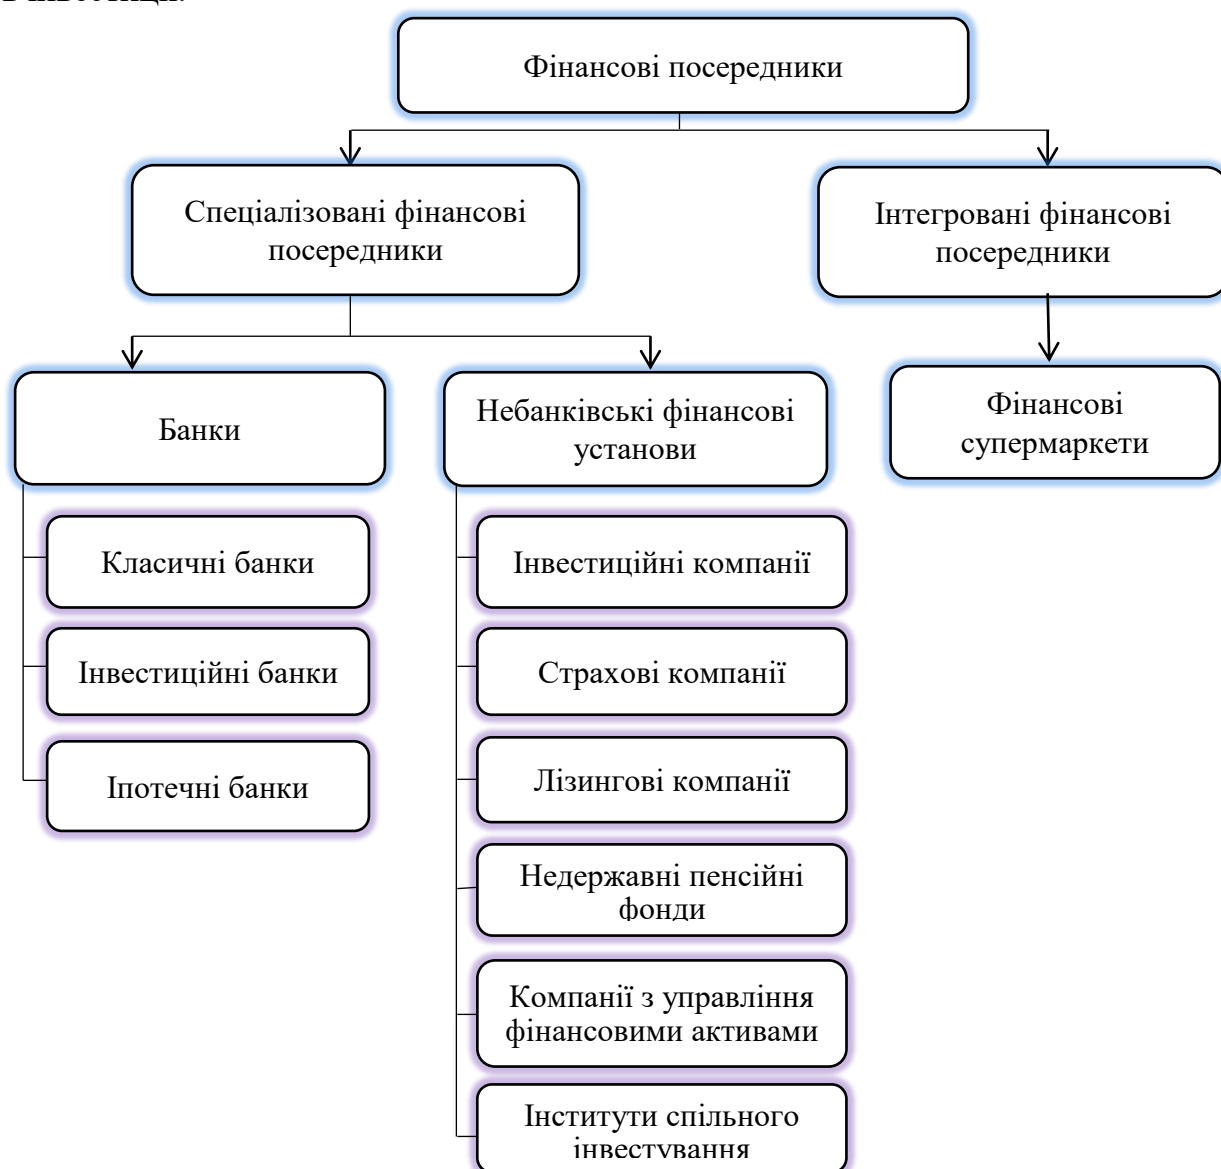 Фінансові посередники
Спеціалізовані фінансові
посередники
Інтегровані фінансові
посередники
Банки
Небанківські фінансові
установи
Фінансові
супермаркети
Класичні банки
Інвестиційні банки
Іпотечні банки
Інвестиційні компанії
Страхові компанії
Лізингові компанії
Недержавні пенсійні
фонди
Компанії з управління
фінансовими активами
Інститути спільного
інвестування